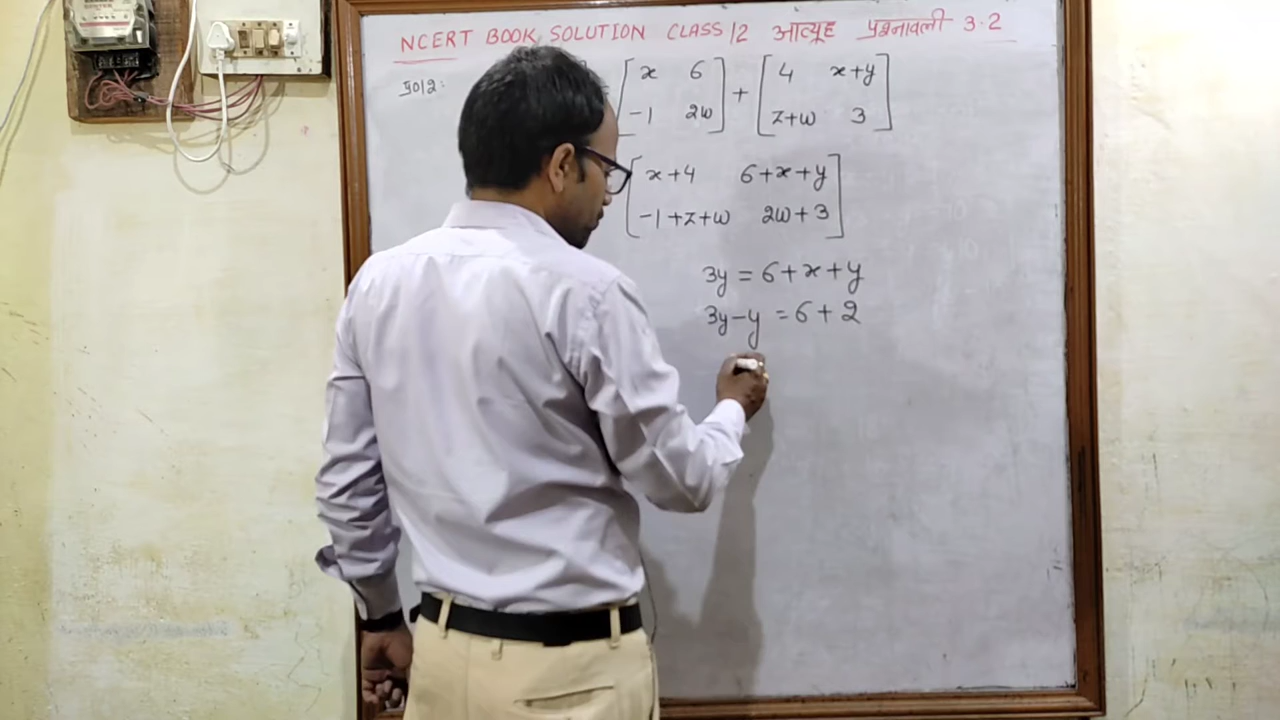 NCERT BOOK SOLUTION CLASS 12 आव्यूह प्रश्नावली 3.2
प्र012: [x 6 -1 2w] + [4 x+y z+w 3]
[x+4 6+x+y -1+z+w 2w+3]
3y = 6+x+y
3y-y = 6+2